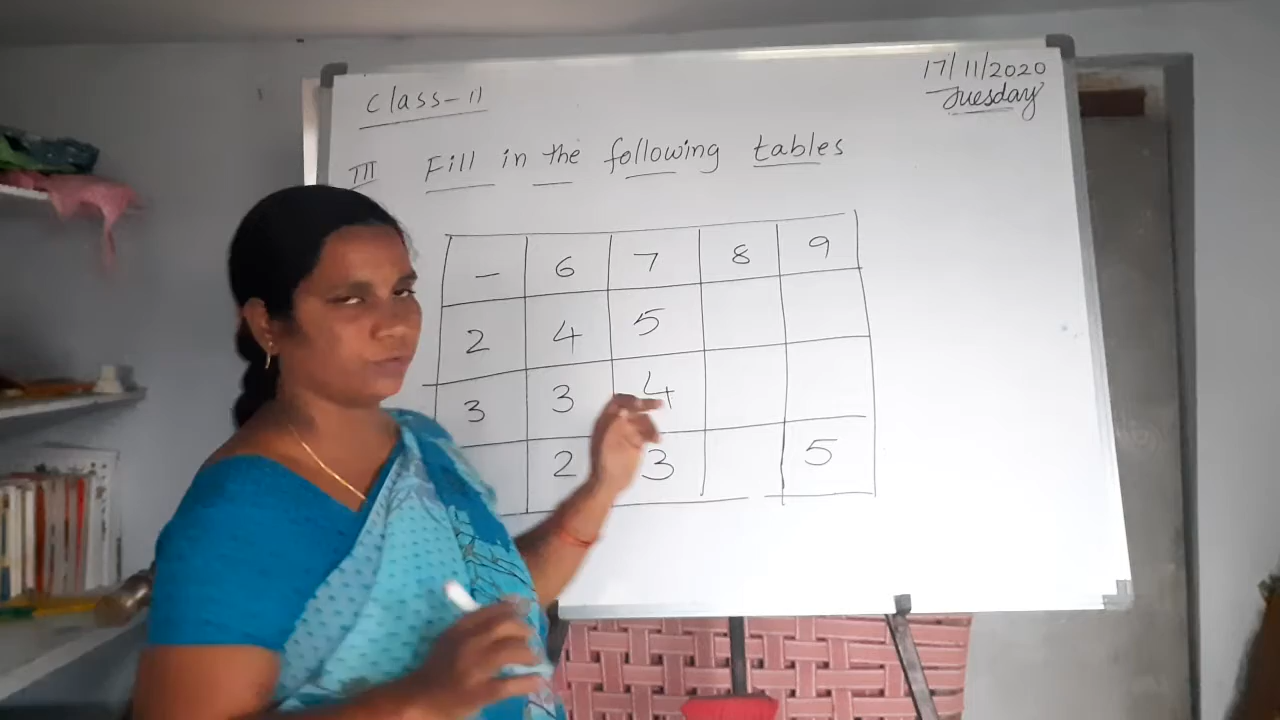 17/11/2020
Tuesday
Class-II
III Fill in the following tables
- 6 7 8 9
2 4 5
3 3 4
2 3 5